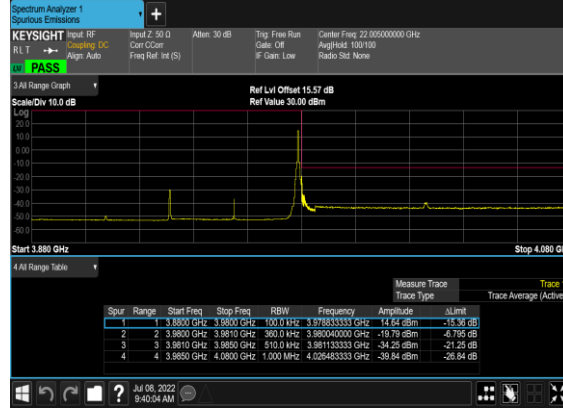 Spectrum Analyzer 1
Spurious Emissions
KEYSIGHT Input: RF Input Z: 50 Ω Atten: 30 dB Trig: Free Run Center Freq: 22.005000000 GHz
RLT Coupling: DC Corr CCorr Gate: Off Avg|Hold: 100/100
Align: Auto Freq Ref: Int (S) IF Gain: Low Radio Std: None
PASS
3 All Range Graph Ref Lvl Offset 15.57 dB
Scale/Div 10.0 dB Ref Value 30.00 dBm
Log
20.0
10.0
0.00
-10.0
-20.0
-30.0
-40.0
-50.0
-60.0
Start 3.880 GHz Stop 4.080 G
4 All Range Table
Measure Trace Trace
Trace Type Trace Average (Active
Spur Range Start Freq Stop Freq RBW Frequency Amplitude ΔLimit
1 1 3.8800 GHz 3.9800 GHz 100.0 kHz 3.978833333 GHz 14.64 dBm -15.36 dB
2 2 3.9800 GHz 3.9810 GHz 360.0 kHz 3.980040000 GHz -19.79 dBm -6.795 dB
3 3 3.9810 GHz 3.9850 GHz 510.0 kHz 3.981133333 GHz -34.25 dBm -21.25 dB
4 4 3.9850 GHz 4.0800 GHz 1.000 MHz 4.026483333 GHz -39.84 dBm -26.84 dB
? Jul 08, 2022
9:40:04 AM